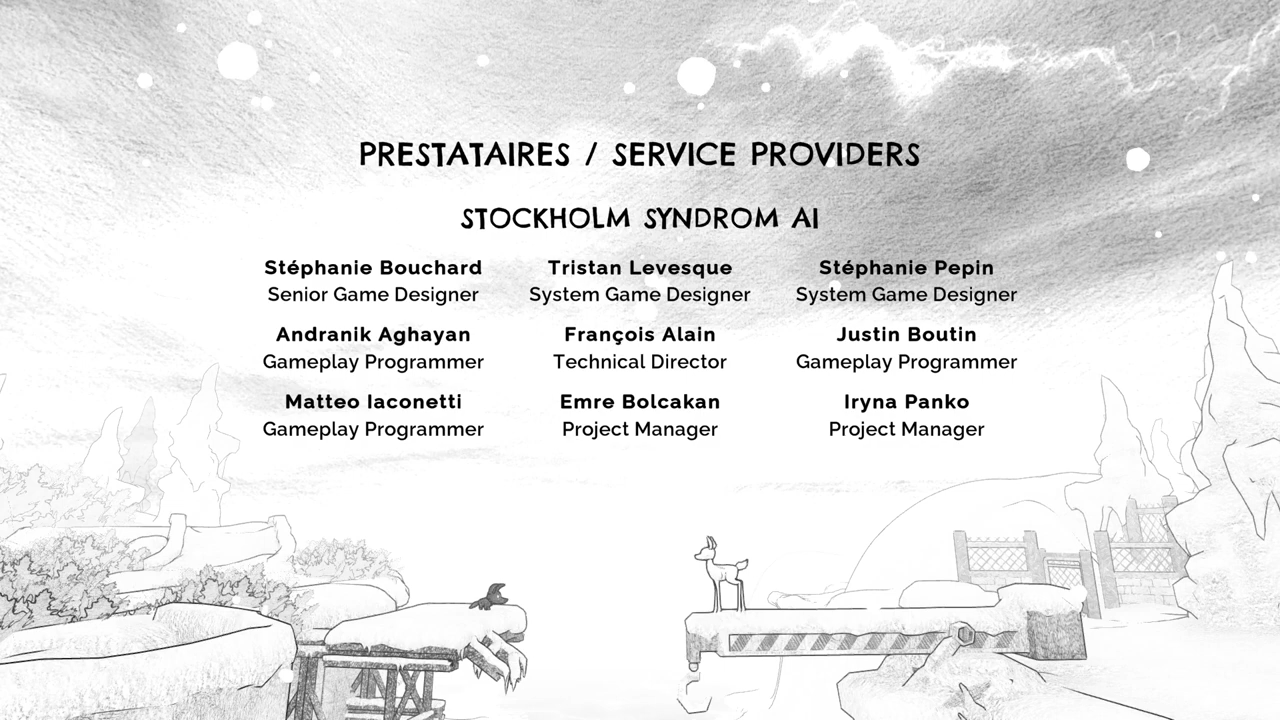 PRESTATAIRES / SERVICE PROVIDERS
STOCKHOLM SYNDROM AI
Stéphanie Bouchard Tristan Levesque Stéphanie Pepin
Senior Game Designer System Game Designer System Game Designer
Andranik Aghayan François Alain Justin Boutin
Gameplay Programmer Technical Director Gameplay Programmer
Matteo Iaconetti Emre Bolcakan Iryna Panko
Gameplay Programmer Project Manager Project Manager